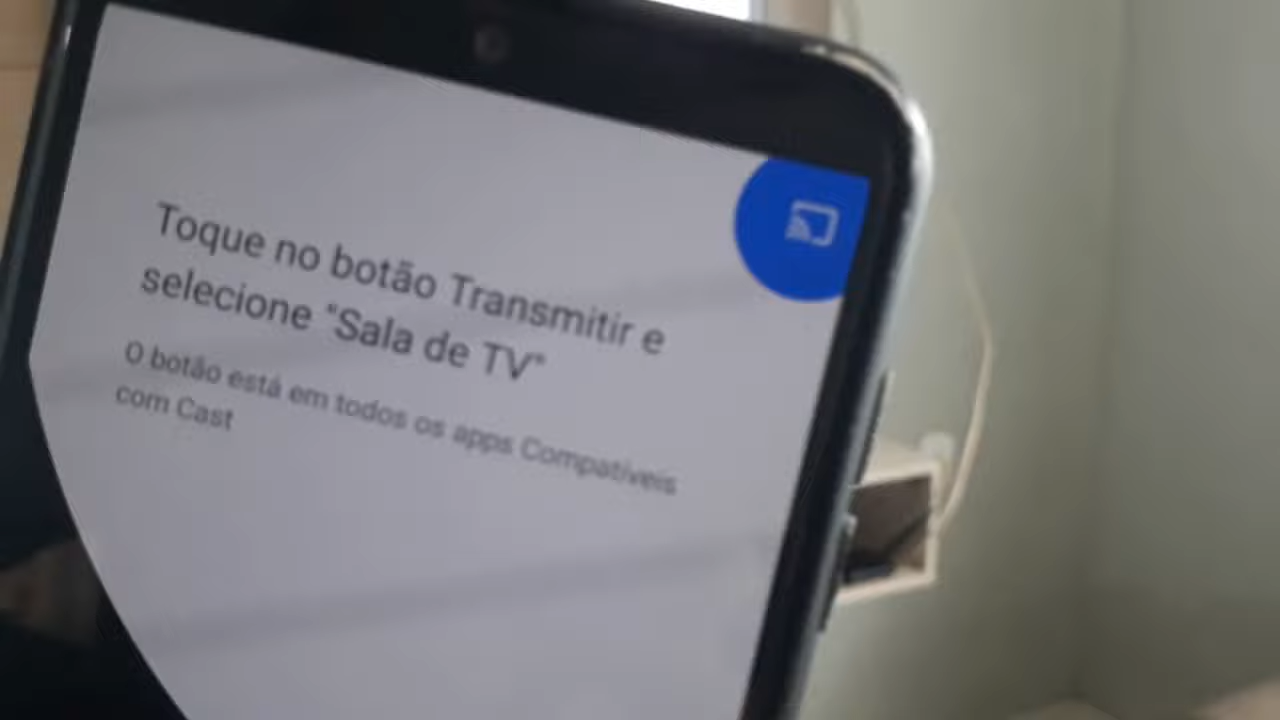 Toque no botão Transmitir e
selecione "Sala de TV"
O botão está em todos os apps Compatíveis
com Cast